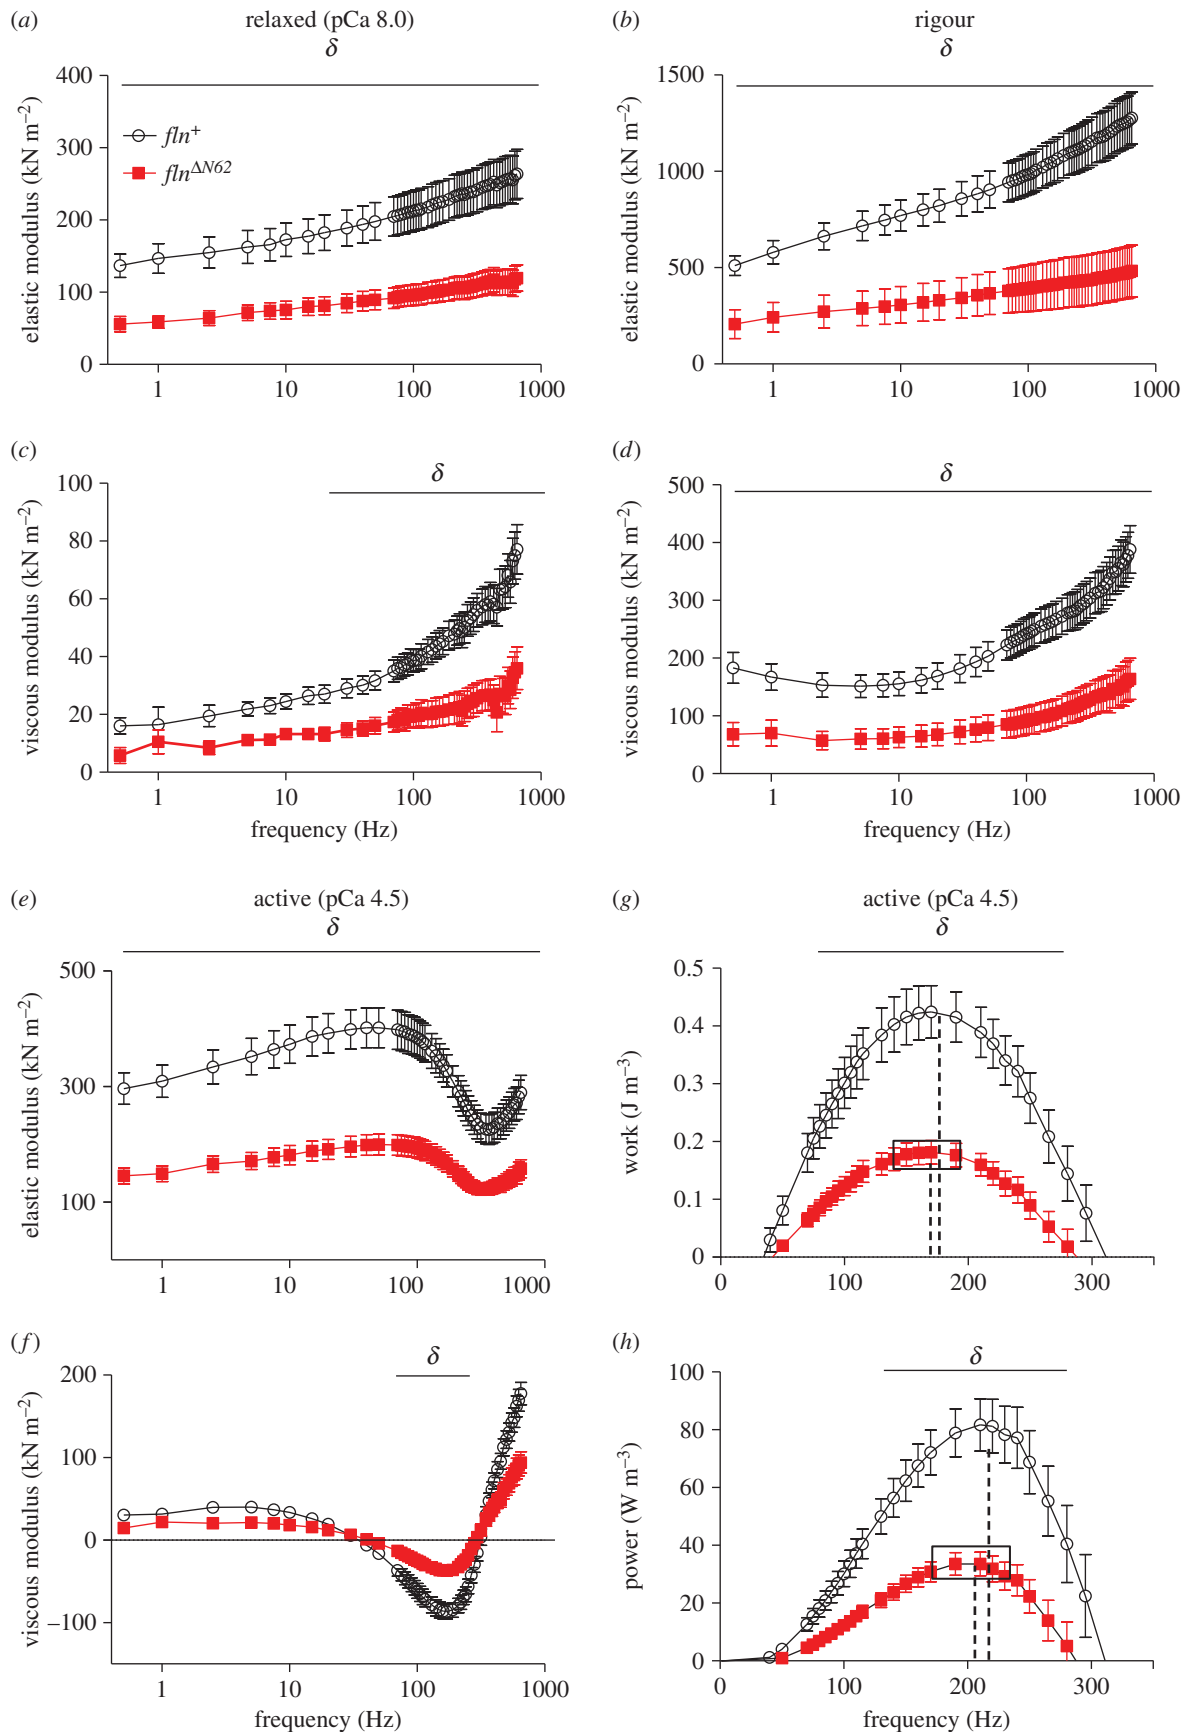 (a) relaxed (pCa 8.0)
δ
elastic modulus (kN m⁻²)
400
300
200
100
0
fln⁺
fln^ΔN62
1 10 100 1000
(b) rigour
δ
elastic modulus (kN m⁻²)
1500
1000
500
0
1 10 100 1000
(c)
δ
viscous modulus (kN m⁻²)
100
80
60
40
20
0
1 10 100 1000
frequency (Hz)
(d)
δ
viscous modulus (kN m⁻²)
500
400
300
200
100
0
1 10 100 1000
frequency (Hz)
(e) active (pCa 4.5)
δ
elastic modulus (kN m⁻²)
500
300
100
1 10 100 1000
(g) active (pCa 4.5)
δ
work (J m⁻³)
0.5
0.4
0.3
0.2
0.1
0
0 100 200 300
(f)
δ
viscous modulus (kN m⁻²)
200
100
0
−100
1 10 100 1000
frequency (Hz)
(h)
δ
power (W m⁻³)
100
80
60
40
20
0
0 100 200 300
frequency (Hz)